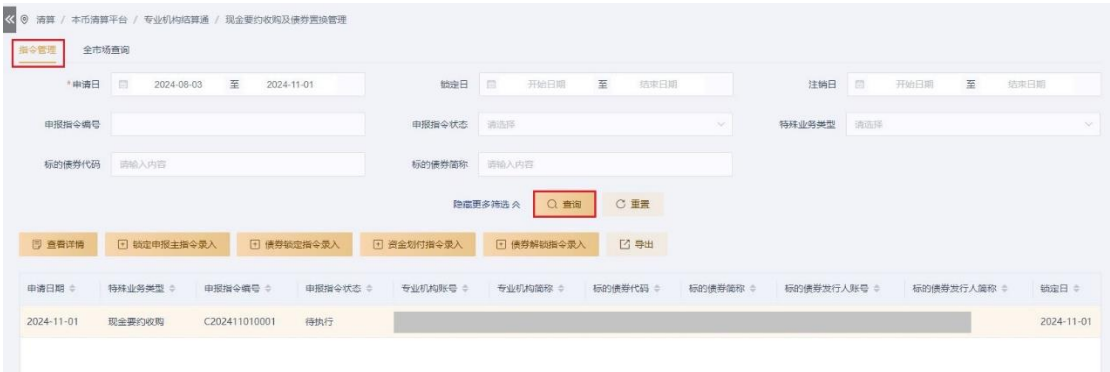 清算 / 本币清算平台 / 专业机构结算通 / 现金要约收购及债券置换管理
指令管理 全市场查询
*申请日 2024-08-03 至 2024-11-01 锁定日 开始日期 至 结束日期 注销日 开始日期 至 结束日期
申报指令编号 申报指令状态 请选择 特殊业务类型 请选择
标的债券代码 请输入内容 标的债券简称 请输入内容
隐藏更多筛选 查询 重置
查看详情 锁定申报主指令录入 债券锁定指令录入 资金划付指令录入 债券解锁指令录入 导出
申请日期 特殊业务类型 申报指令编号 申报指令状态 专业机构账号 专业机构简称 标的债券代码 标的债券简称 标的债券发行人账号 标的债券发行人简称 锁定日
2024-11-01 现金要约收购 C202411010001 待执行 2024-11-01